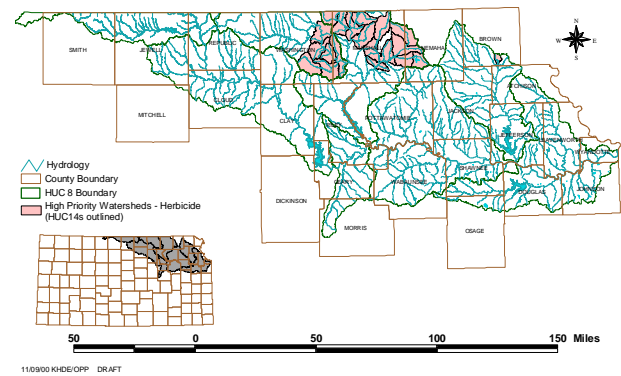 N
W E
S
BROWN
SMITH
JEWELL
REPUBLIC
WASHINGTON
MARSHALL
NEMAHA
ATCHISON
MITCHELL
CLOUD
CLAY
RILEY
POTTAWATOMIE
JACKSON
JEFFERSON
LEAVENWORTH
WYANDOTTE
SHAWNEE
DICKINSON
GEARY
WABAUNSEE
DOUGLAS
JOHNSON
MORRIS
OSAGE
Hydrology
County Boundary
HUC 8 Boundary
High Priority Watersheds - Herbicide
(HUC14s outlined)
50 0 50 100 150 Miles
11/09/00 KHDE/OPP DRAFT